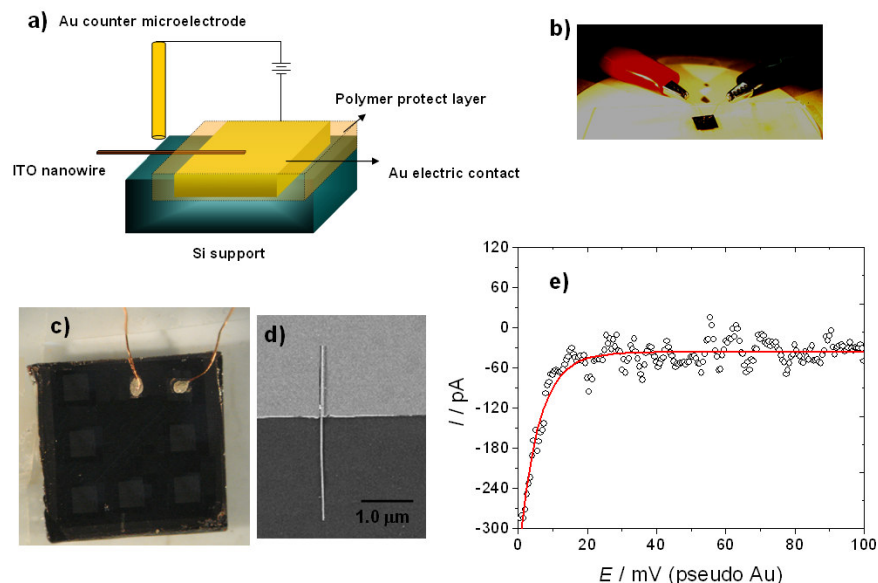 a)
Au counter microelectrode
Polymer protect layer
ITO nanowire
Au electric contact
Si support
b)
c)
d)
1.0 μm
e)
120
60
0
-60
-120
-180
-240
-300
I / pA
0 20 40 60 80 100
E / mV (pseudo Au)